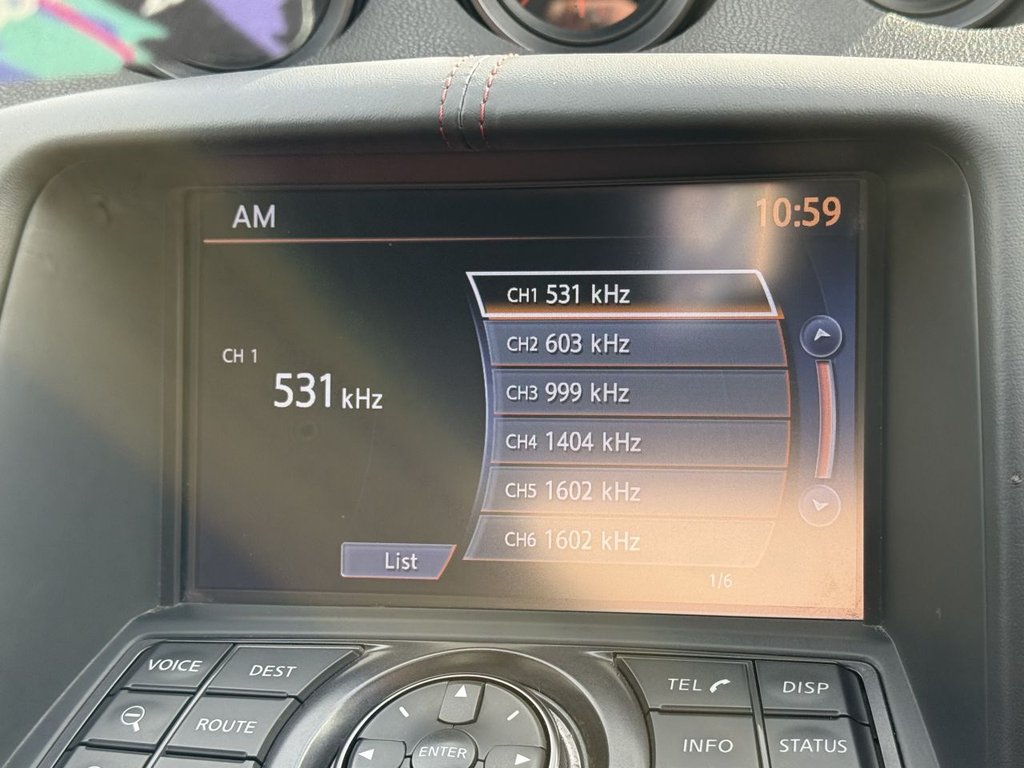 AM
10:59
CH 1
531 kHz
CH1 531 kHz
CH2 603 kHz
CH3 999 kHz
CH4 1404 kHz
CH5 1602 kHz
CH6 1602 kHz
List
1/6
VOICE
DEST
ROUTE
ENTER
TEL
DISP
INFO
STATUS